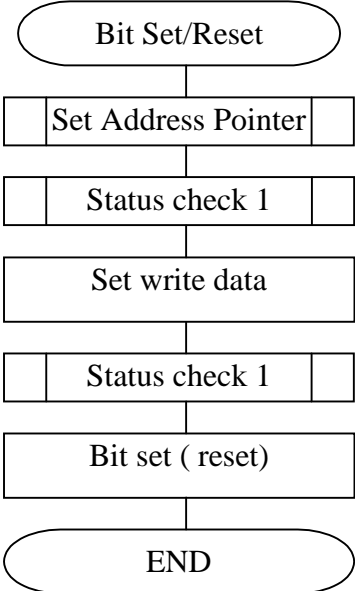 Bit Set/Reset
Set Address Pointer
Status check 1
Set write data
Status check 1
Bit set ( reset)
END